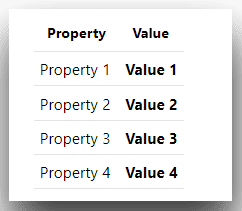 Property Value
Property 1 Value 1
Property 2 Value 2
Property 3 Value 3
Property 4 Value 4